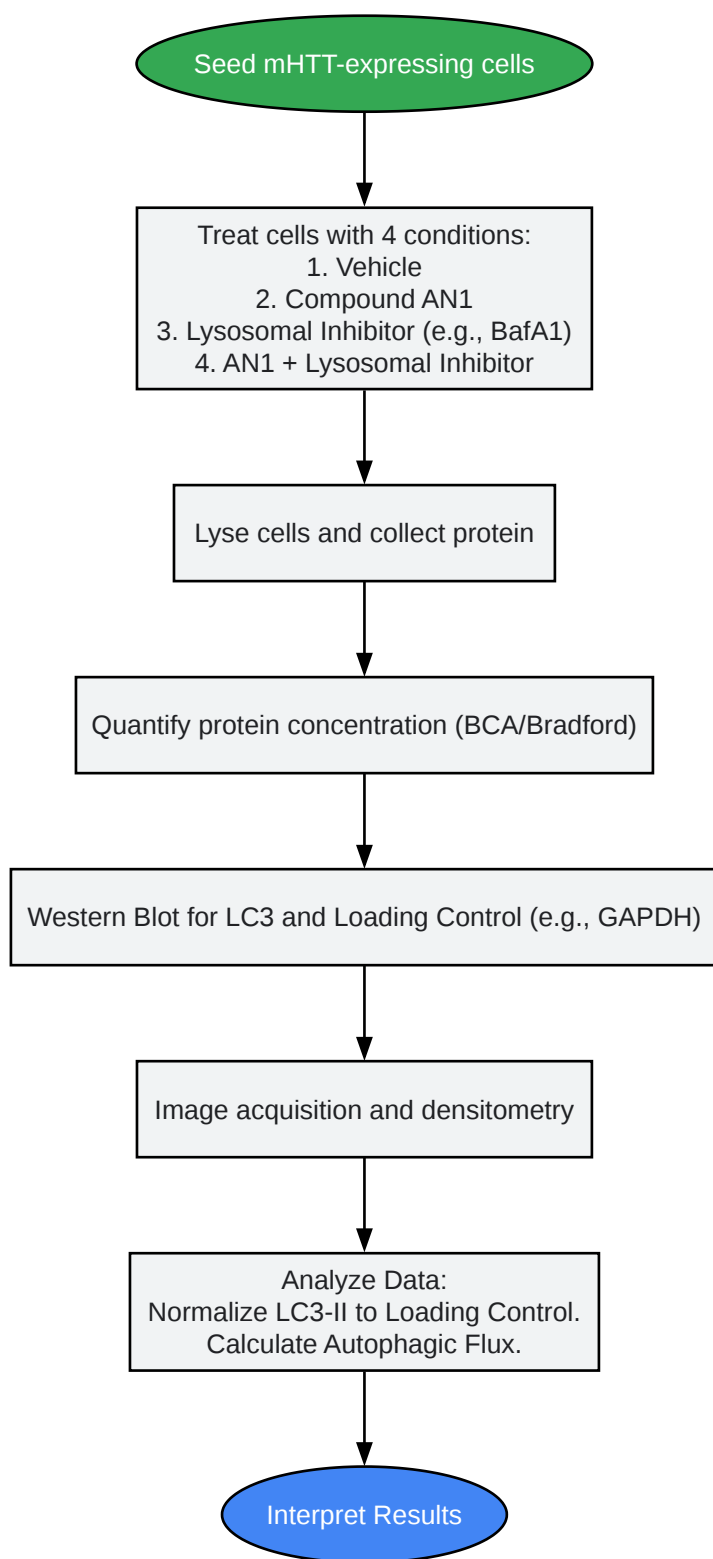 Seed mHTT-expressing cells
Treat cells with 4 conditions:
1. Vehicle
2. Compound AN1
3. Lysosomal Inhibitor (e.g., BafA1)
4. AN1 + Lysosomal Inhibitor
Lyse cells and collect protein
Quantify protein concentration (BCA/Bradford)
Western Blot for LC3 and Loading Control (e.g., GAPDH)
Image acquisition and densitometry
Analyze Data:
Normalize LC3-II to Loading Control.
Calculate Autophagic Flux.
Interpret Results